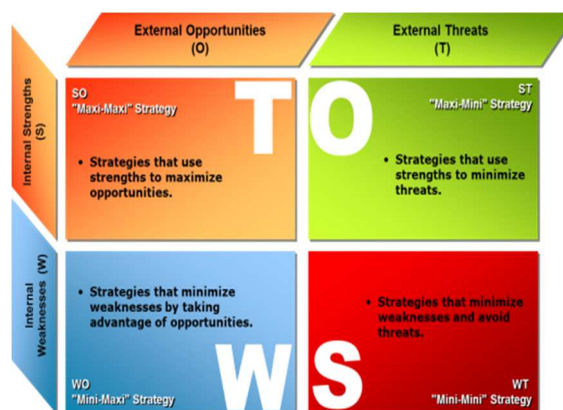 External Opportunities
(O)
External Threats
(T)
Internal Strengths
(S)
SO
"Maxi-Maxi" Strategy
T
• Strategies that use
strengths to maximize
opportunities.
O
ST
"Maxi-Mini" Strategy
• Strategies that use
strengths to minimize
threats.
Internal
Weaknesses (W)
• Strategies that minimize
weaknesses by taking
advantage of opportunities.
WO
"Mini-Maxi" Strategy
W
• Strategies that minimize
weaknesses and avoid
threats.
S
WT
"Mini-Mini" Strategy